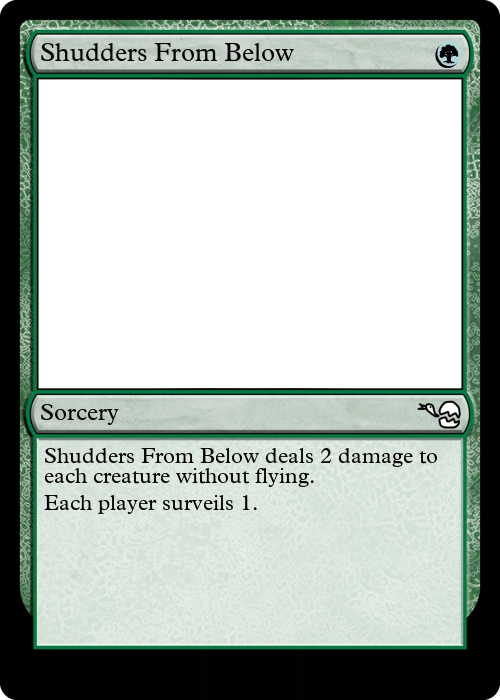 Shudders From Below
Sorcery
Shudders From Below deals 2 damage to
each creature without flying.
Each player surveils 1.